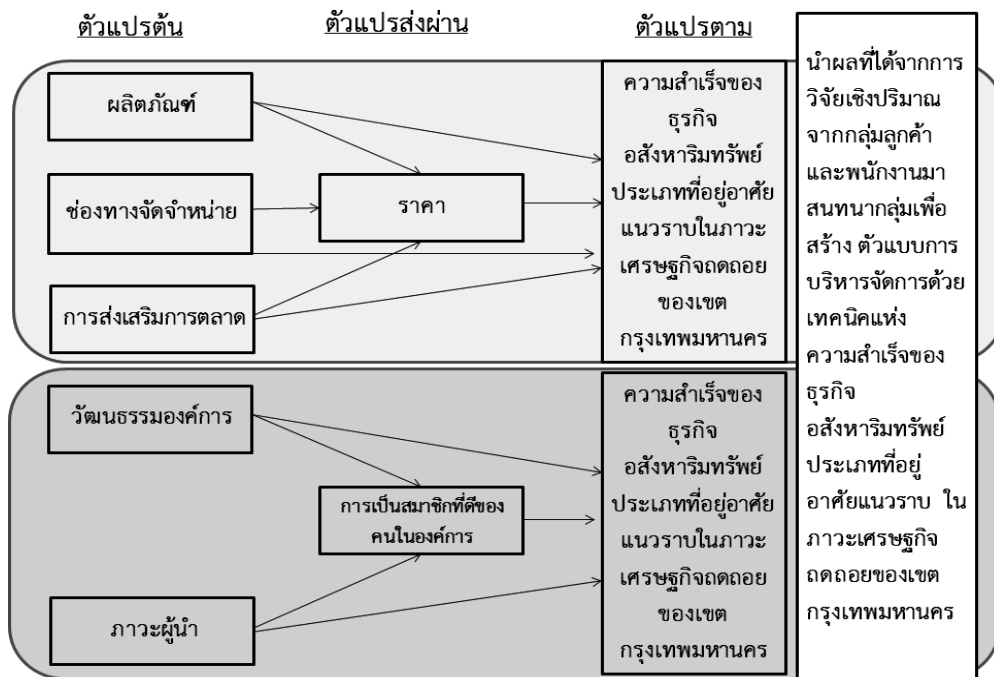 ตัวแปรต้น
ตัวแปรส่งผ่าน
ตัวแปรตาม
ผลิตภัณฑ์
ช่องทางจัดจำหน่าย
การส่งเสริมการตลาด
ราคา
ความสำเร็จของ
ธุรกิจ
อสังหาริมทรัพย์
ประเภทที่อยู่อาศัย
แนวราบในภาวะ
เศรษฐกิจถดถอย
ของเขต
กรุงเทพมหานคร
วัฒนธรรมองค์การ
ภาวะผู้นำ
การเป็นสมาชิกที่ดีของ
คนในองค์การ
ความสำเร็จของ
ธุรกิจ
อสังหาริมทรัพย์
ประเภทที่อยู่อาศัย
แนวราบในภาวะ
เศรษฐกิจถดถอย
ของเขต
กรุงเทพมหานคร
นำผลที่ได้จากการ
วิจัยเชิงปริมาณ
จากกลุ่มลูกค้า
และพนักงานมา
สนทนากลุ่มเพื่อ
สร้าง ตัวแบบการ
บริหารจัดการด้วย
เทคนิคแห่ง
ความสำเร็จของ
ธุรกิจ
อสังหาริมทรัพย์
ประเภทที่อยู่
อาศัยแนวราบ ใน
ภาวะเศรษฐกิจ
ถดถอยของเขต
กรุงเทพมหานคร